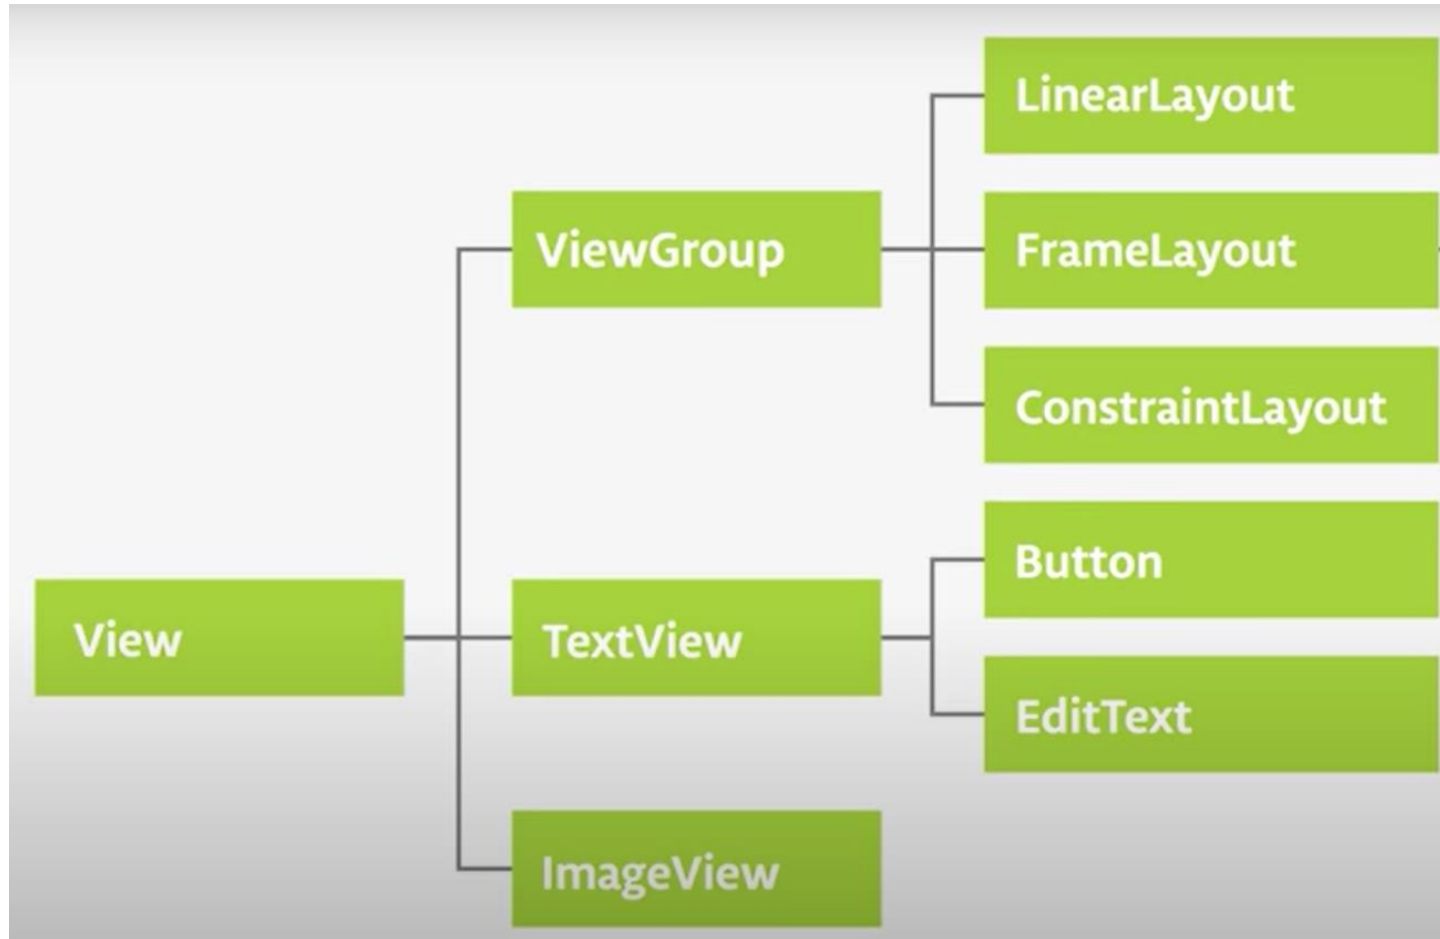 LinearLayout
ViewGroup
FrameLayout
ConstraintLayout
Button
View
TextView
EditText
ImageView